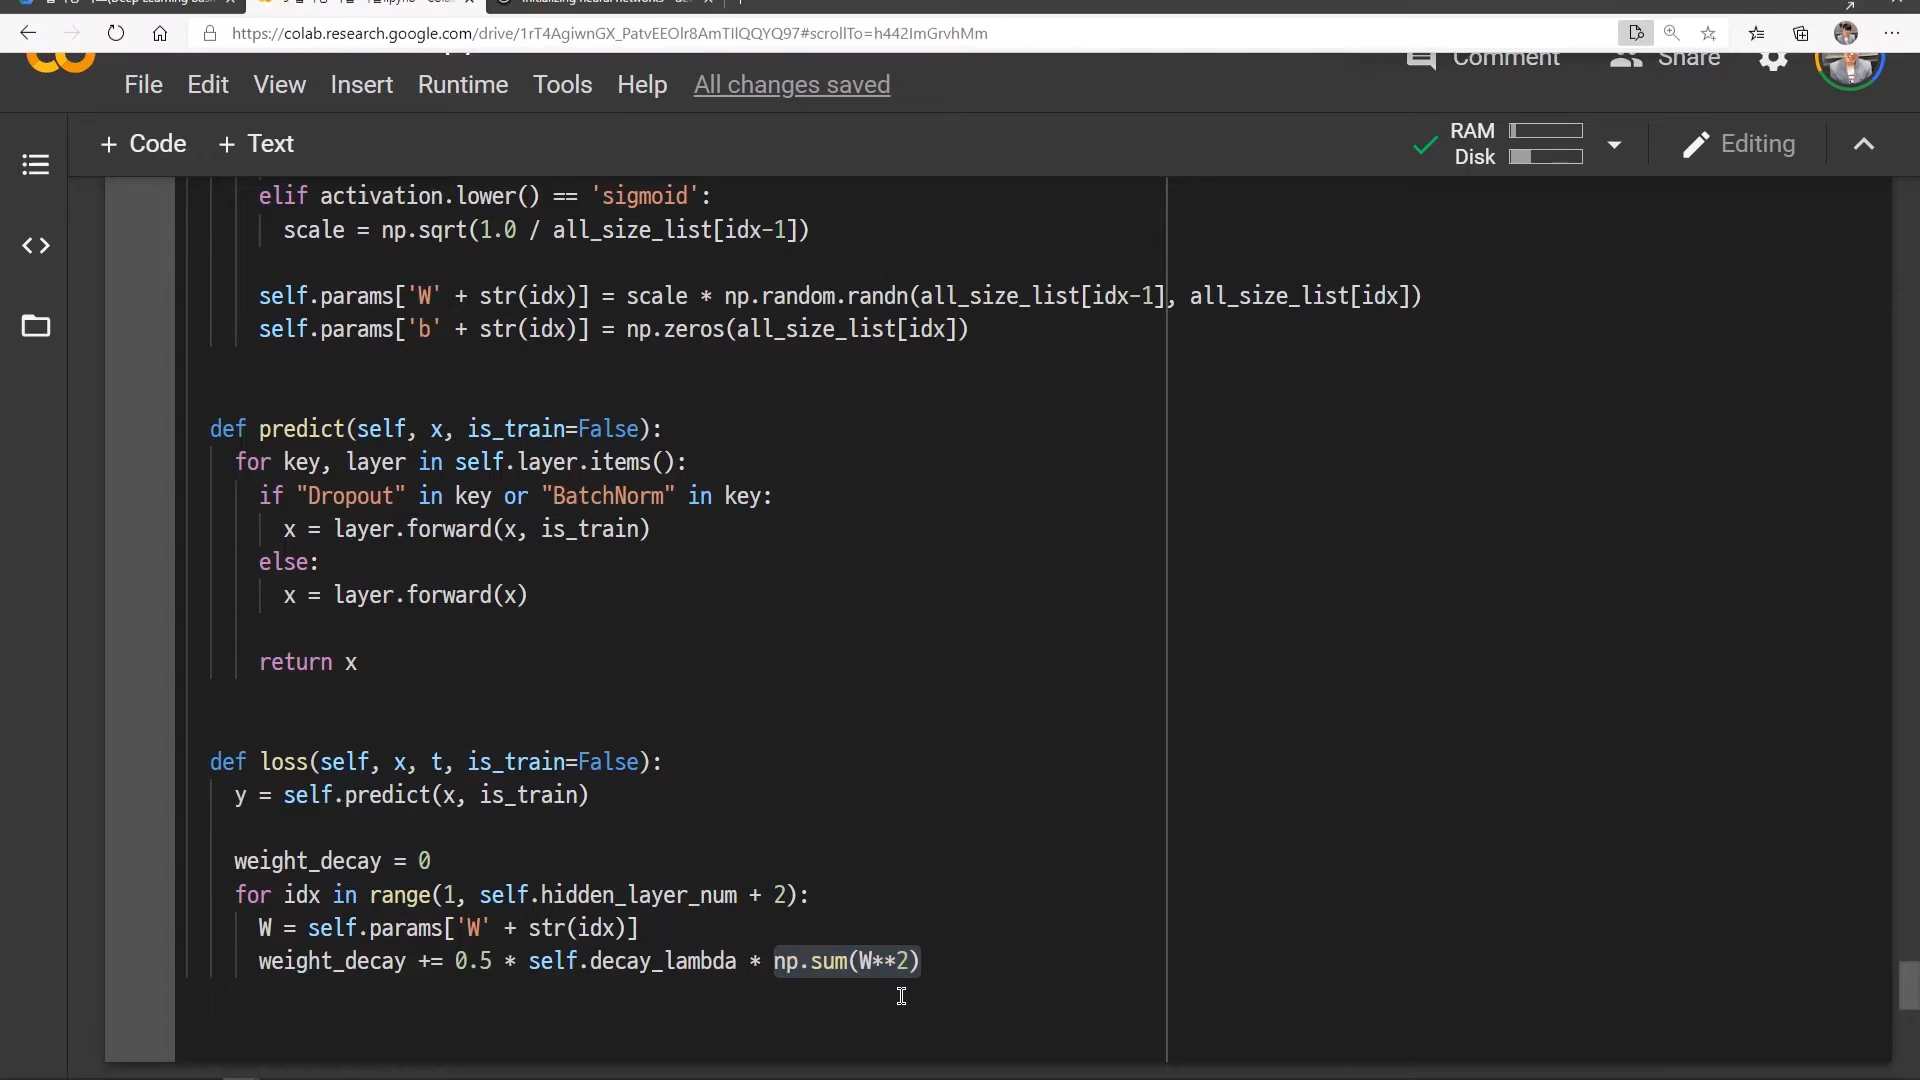 https://colab.research.google.com/drive/1rT4AgiwnGX_PatvEEOlr8AmTIlQQYQ97#scrollTo=h442ImGrvhMm
Comment Share
File Edit View Insert Runtime Tools Help All changes saved
+ Code + Text
RAM
Disk
Editing
elif activation.lower() == 'sigmoid':
scale = np.sqrt(1.0 / all_size_list[idx-1])
self.params['W' + str(idx)] = scale * np.random.randn(all_size_list[idx-1], all_size_list[idx])
self.params['b' + str(idx)] = np.zeros(all_size_list[idx])
def predict(self, x, is_train=False):
for key, layer in self.layer.items():
if "Dropout" in key or "BatchNorm" in key:
x = layer.forward(x, is_train)
else:
x = layer.forward(x)
return x
def loss(self, x, t, is_train=False):
y = self.predict(x, is_train)
weight_decay = 0
for idx in range(1, self.hidden_layer_num + 2):
W = self.params['W' + str(idx)]
weight_decay += 0.5 * self.decay_lambda * np.sum(W**2)